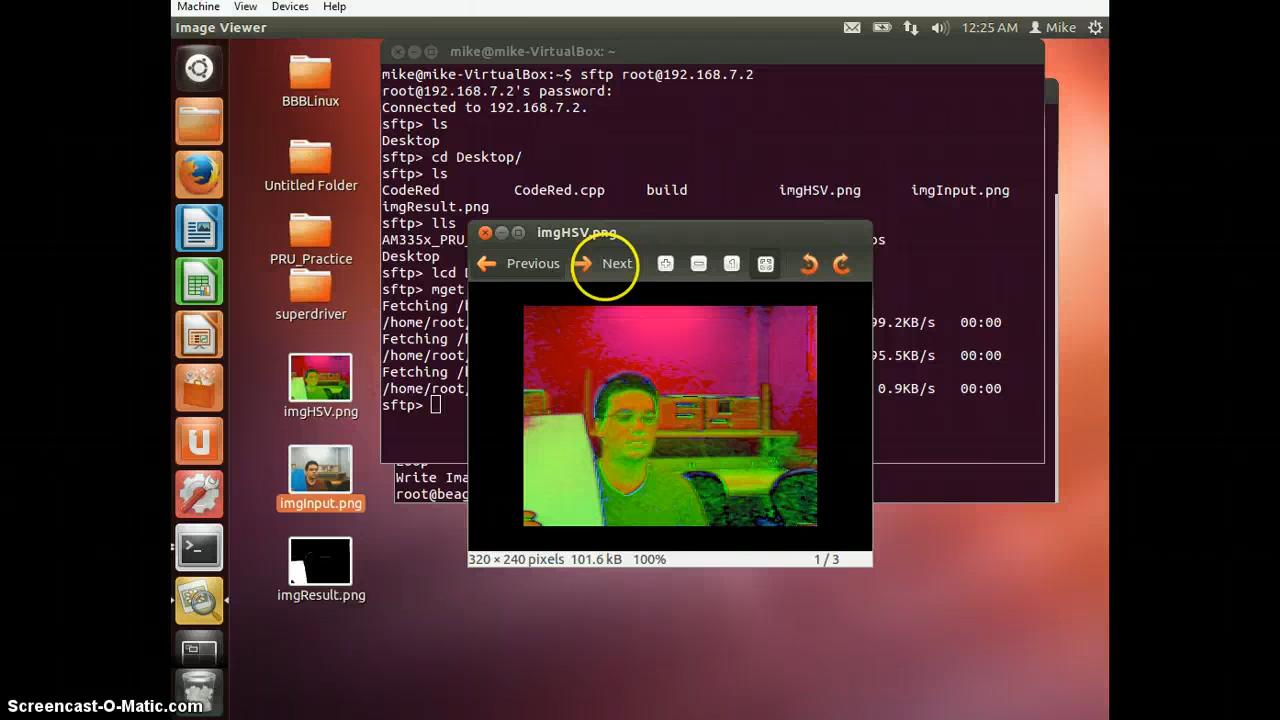 Machine View Devices Help
Image Viewer 12:25 AM Mike
mike@mike-VirtualBox: ~
mike@mike-VirtualBox:~$ sftp root@192.168.7.2
root@192.168.7.2's password:
Connected to 192.168.7.2.
sftp> ls
Desktop
sftp> cd Desktop/
sftp> ls
CodeRed CodeRed.cpp build imgHSV.png imgInput.png
imgResult.png
sftp> lls
AM335x_PRU_
Desktop
sftp> lcd D
sftp> mget
Fetching /h
/home/root/ 99.2KB/s 00:00
Fetching /h
/home/root/ 95.5KB/s 00:00
Fetching /h
/home/root/ 0.9KB/s 00:00
sftp>
Loop
Write Ima
root@beag
imgHSV.png
Previous Next
320 × 240 pixels 101.6 kB 100% 1 / 3
BBBLinux
Untitled Folder
PRU_Practice
superdriver
imgHSV.png
imgInput.png
imgResult.png
Screencast-O-Matic.com